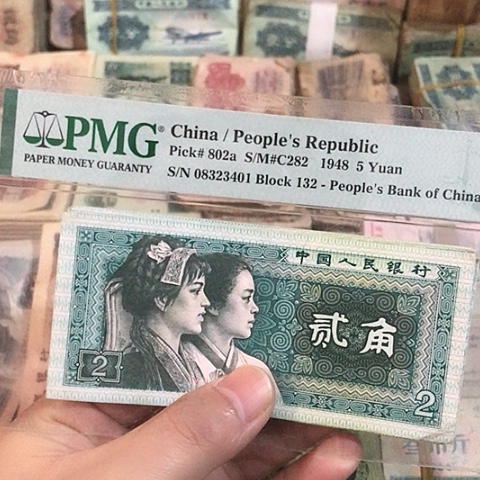 PMG®
PAPER MONEY GUARANTY
China / People's Republic
Pick# 802a S/M#C282 1948 5 Yuan
S/N 08323401 Block 132 - People's Bank of China
中国人民银行
贰角
2
2